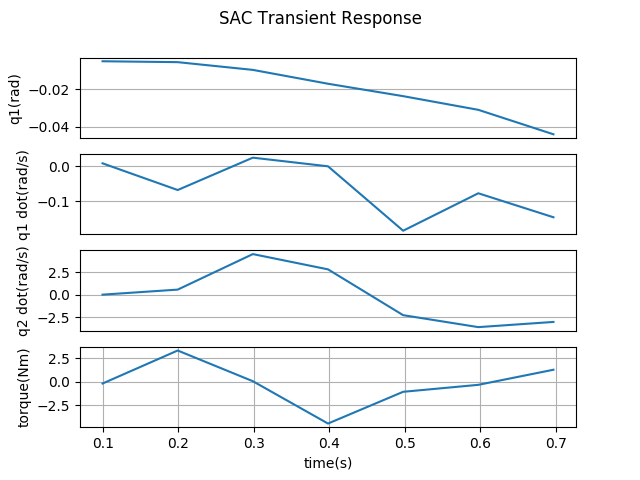 SAC Transient Response
q1(rad)
−0.02
−0.04
q1 dot(rad/s)
0.0
−0.1
q2 dot(rad/s)
2.5
0.0
−2.5
torque(Nm)
2.5
0.0
−2.5
0.1 0.2 0.3 0.4 0.5 0.6 0.7
time(s)